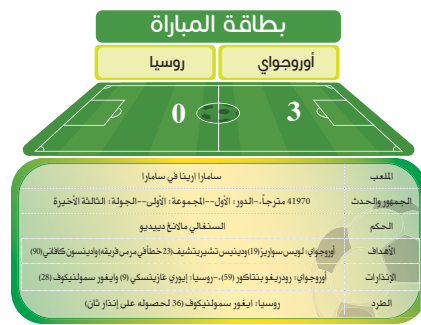 بطاقة المباراة
أوروجواي روسيا
3 0
الملعب سامارا ارينا في سامارا
الجمهور والحدث 41970 متفرجاً.-الدور: الأول--المجموعة: الأولى--الجولة: الثالثة الأخيرة
الحكم السنغالي مالانغ دييديو
الأهداف أوروجواي: لويس سواريز(19)ودينيس تشيريتشيف(23 خطأ في مرمى فريقه)وادينسون كافاني(90)
الإنذارات أوروجواي: رودريغو بنتاكور (59).-روسيا: إيوري غازينسكي (9) وايغور سمولنيكوف (28)
الطرد روسيا: ايغور سمولنيكوف (36 لحصوله على إنذار ثان)